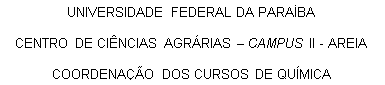 UNIVERSIDADE FEDERAL DA PARAÍBA
CENTRO DE CIÊNCIAS AGRÁRIAS – CAMPUS II - AREIA
COORDENAÇÃO DOS CURSOS DE QUÍMICA